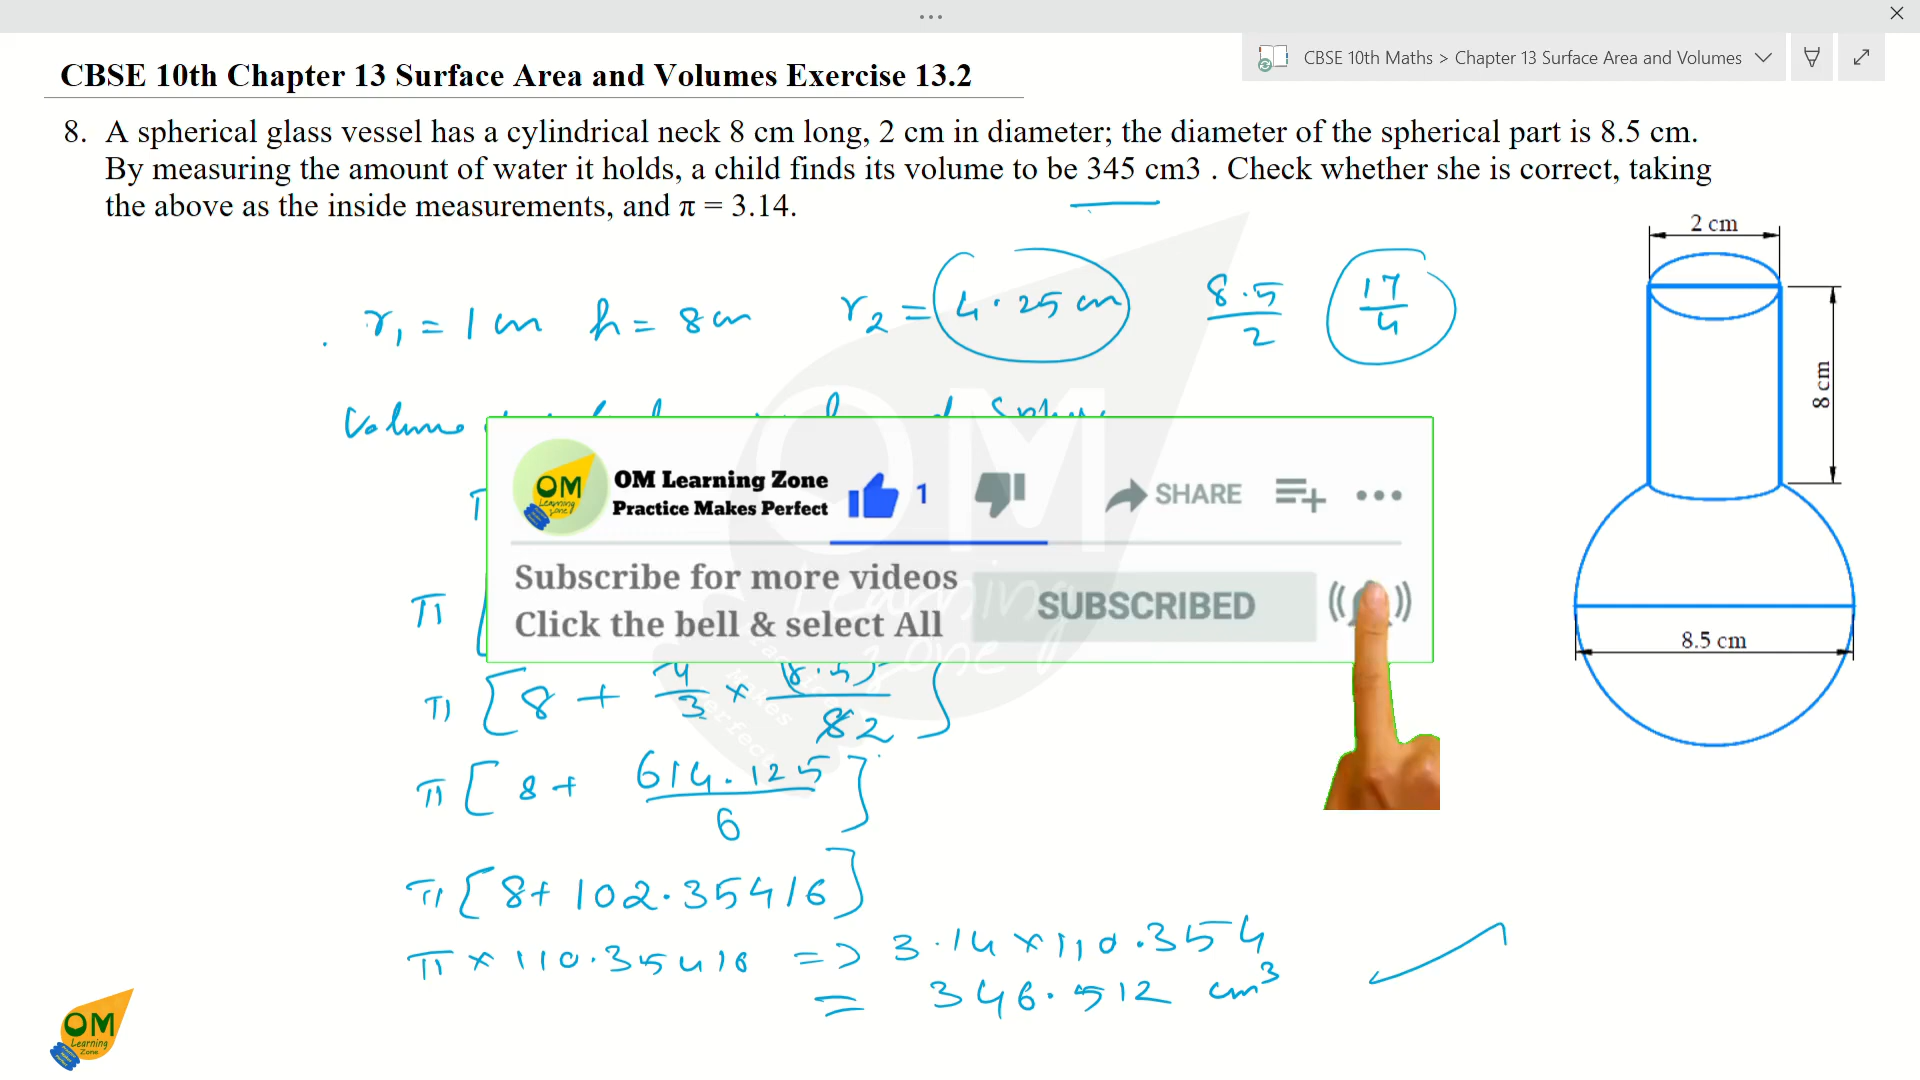 CBSE 10th Maths > Chapter 13 Surface Area and Volumes
CBSE 10th Chapter 13 Surface Area and Volumes Exercise 13.2
8. A spherical glass vessel has a cylindrical neck 8 cm long, 2 cm in diameter; the diameter of the spherical part is 8.5 cm.
By measuring the amount of water it holds, a child finds its volume to be 345 cm3 . Check whether she is correct, taking
the above as the inside measurements, and π = 3.14.
r₁ = 1 cm h = 8 cm r₂ = 4.25 cm 8.5/2 17/4
2 cm
8 cm
8.5 cm
Volume
OM Learning Zone
Practice Makes Perfect
1
SHARE
Subscribe for more videos
Click the bell & select All
SUBSCRIBED
π
π [8 + 4/3 × (8.5)/82]
π [8 + 614.125/6]
π [8 + 102.35416]
π × 110.35416 => 3.14 × 110.354
= 346.512 cm³
OM
Learning
Zone